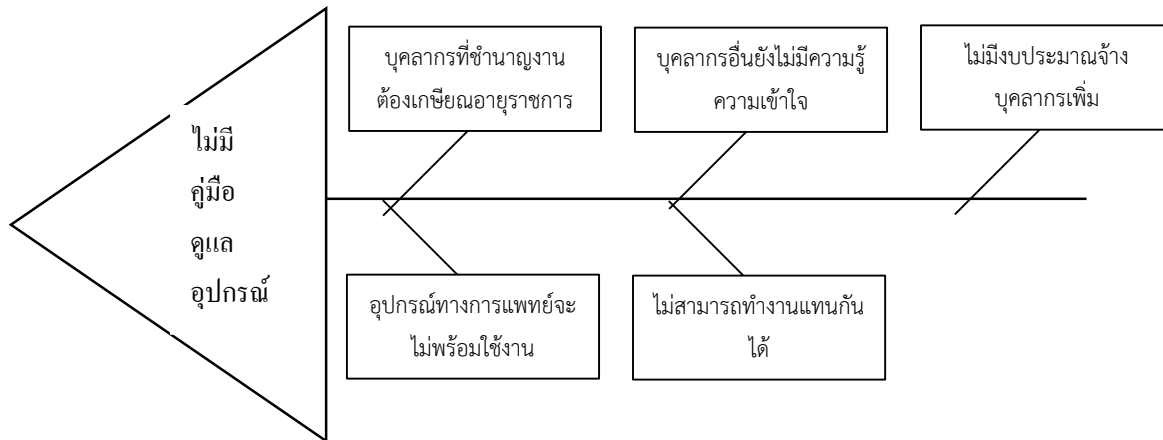 ไม่มี
คู่มือ
ดูแล
อุปกรณ์
บุคลากรที่ชำนาญงาน
ต้องเกษียณอายุราชการ
บุคลากรอื่นยังไม่มีความรู้
ความเข้าใจ
ไม่มีงบประมาณจ้าง
บุคลากรเพิ่ม
อุปกรณ์ทางการแพทย์จะ
ไม่พร้อมใช้งาน
ไม่สามารถทำงานแทนกัน
ได้